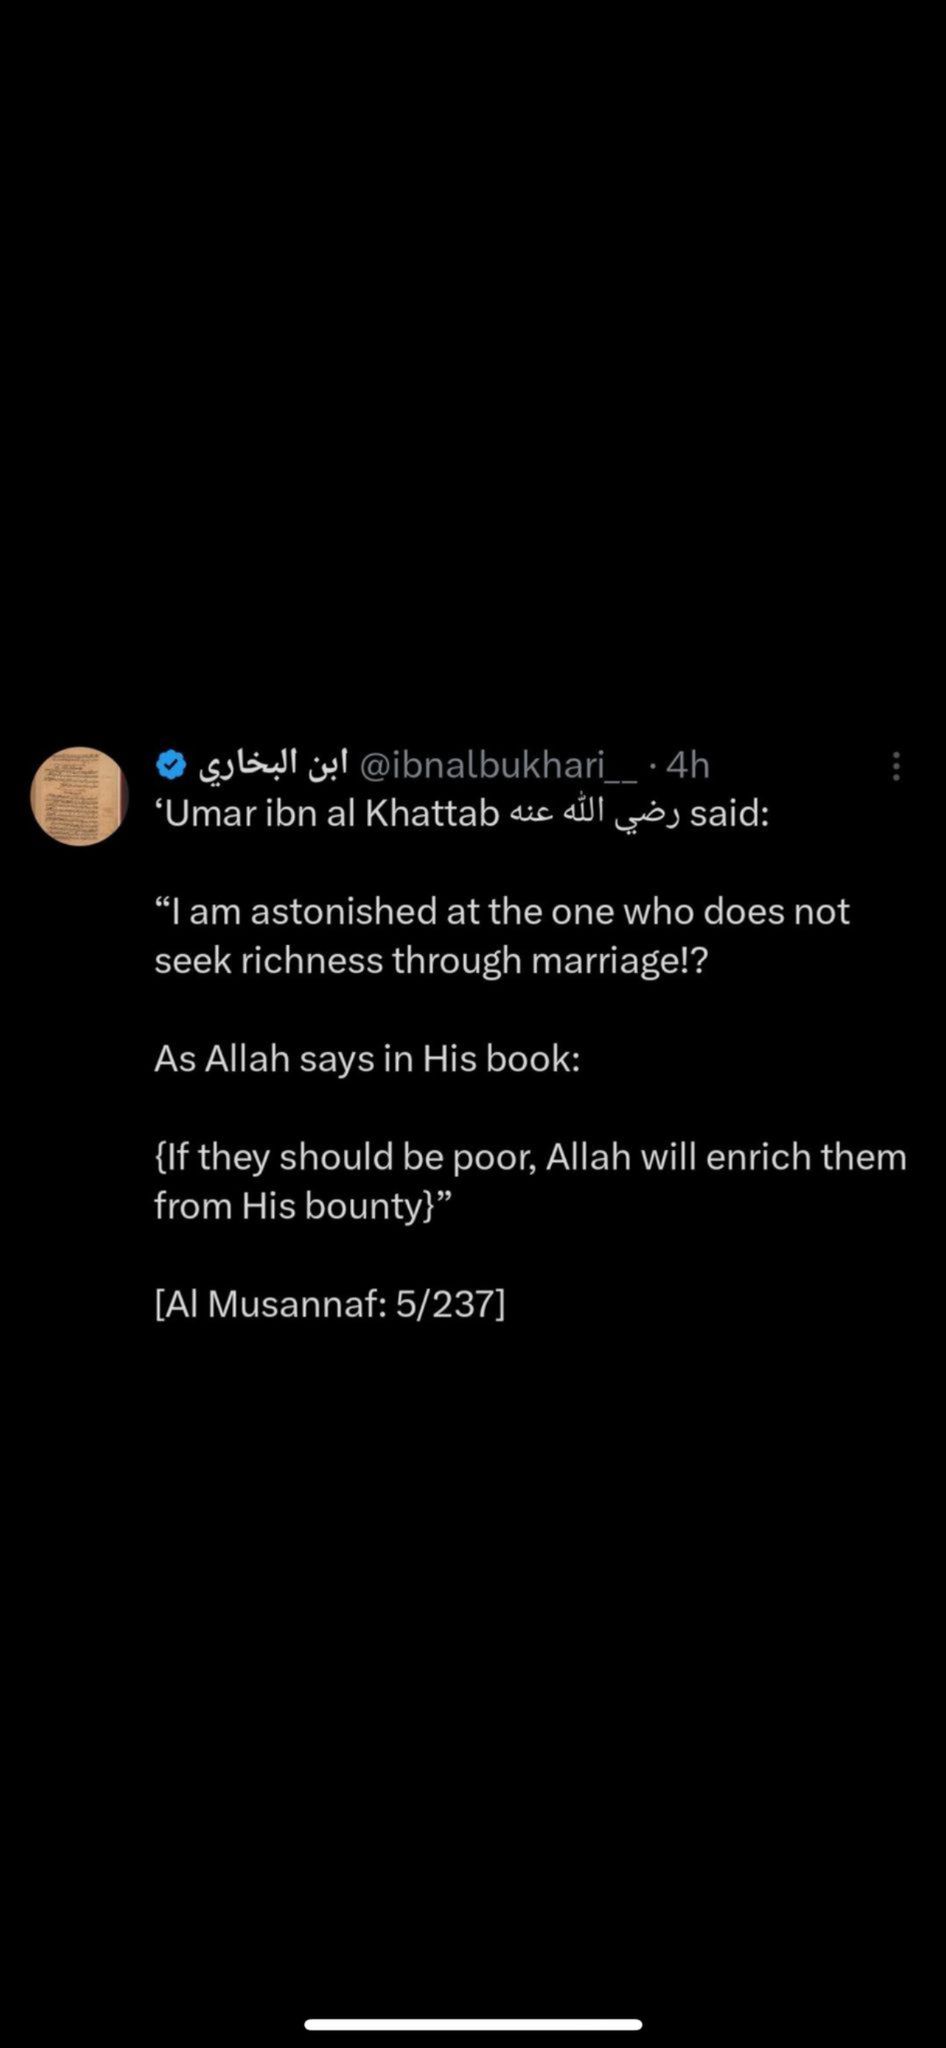 ابن البخاري @ibnalbukhari__ · 4h
‘Umar ibn al Khattab رضي الله عنه said:
“I am astonished at the one who does not
seek richness through marriage!?
As Allah says in His book:
{If they should be poor, Allah will enrich them
from His bounty}”
[Al Musannaf: 5/237]